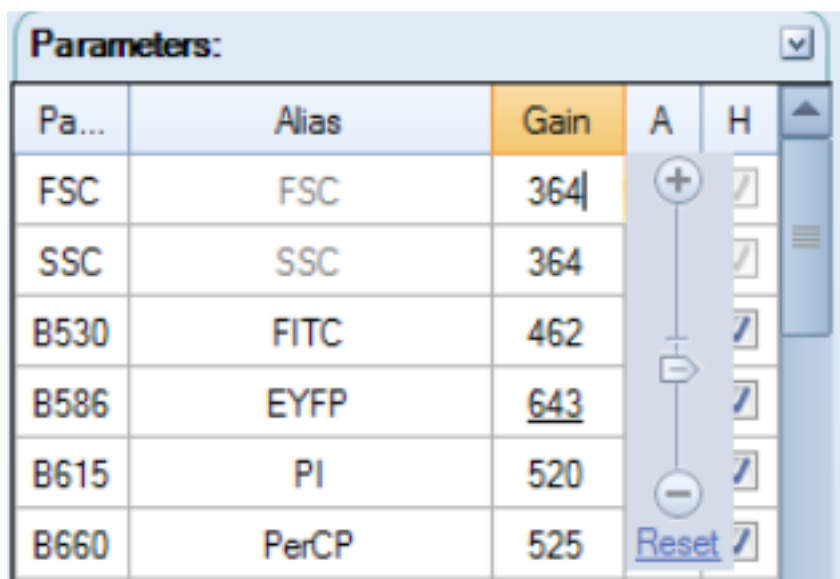 Parameters:
Pa... Alias Gain A H
FSC FSC 364
SSC SSC 364
B530 FITC 462
B586 EYFP 643
B615 PI 520
B660 PerCP 525 Reset